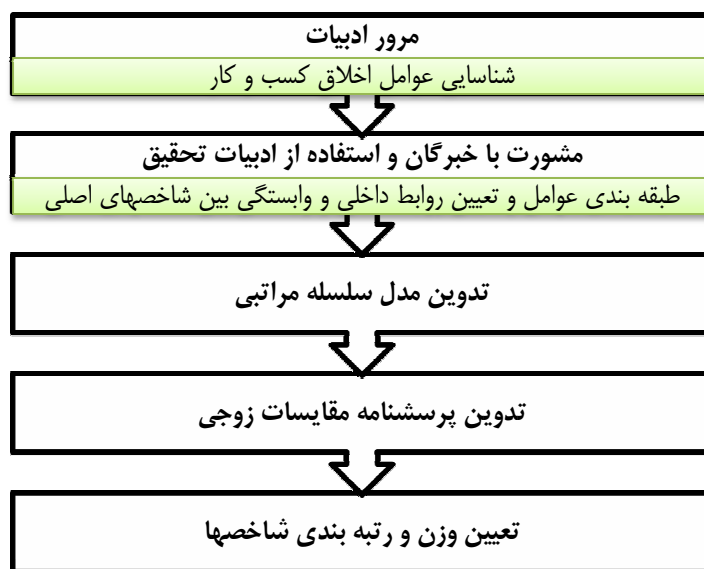 مرور ادبیات
شناسایی عوامل اخلاق کسب و کار
مشورت با خبرگان و استفاده از ادبیات تحقیق
طبقه بندی عوامل و تعیین روابط داخلی و وابستگی بین شاخصهای اصلی
تدوین مدل سلسله مراتبی
تدوین پرسشنامه مقایسات زوجی
تعیین وزن و رتبه بندی شاخصها